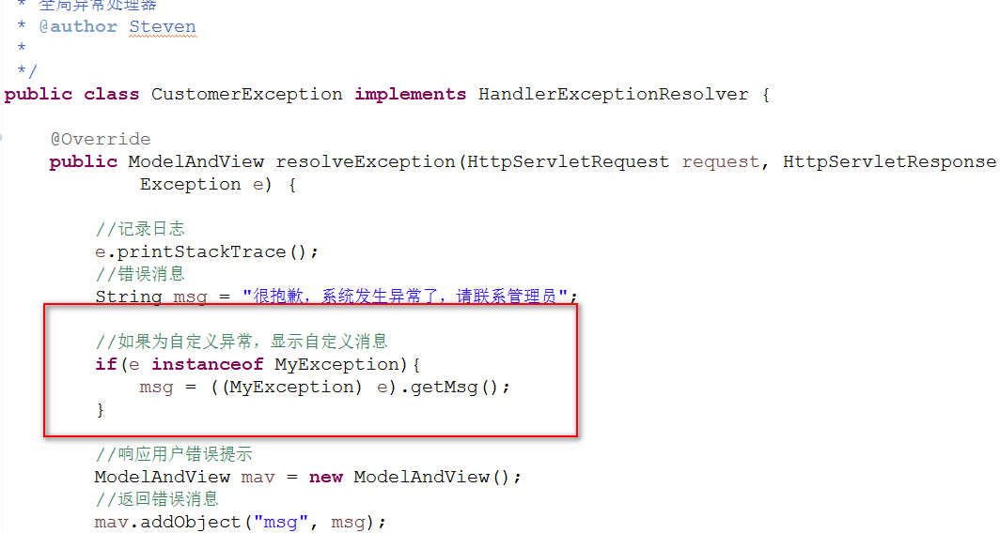 * 全局异常处理器
* @author Steven
*
*/
public class CustomerException implements HandlerExceptionResolver {
@Override
public ModelAndView resolveException(HttpServletRequest request, HttpServletResponse
Exception e) {
//记录日志
e.printStackTrace();
//错误消息
String msg = "很抱歉，系统发生异常了，请联系管理员";
//如果为自定义异常，显示自定义消息
if(e instanceof MyException){
msg = ((MyException) e).getMsg();
}
//响应用户错误提示
ModelAndView mav = new ModelAndView();
//返回错误消息
mav.addObject("msg", msg);